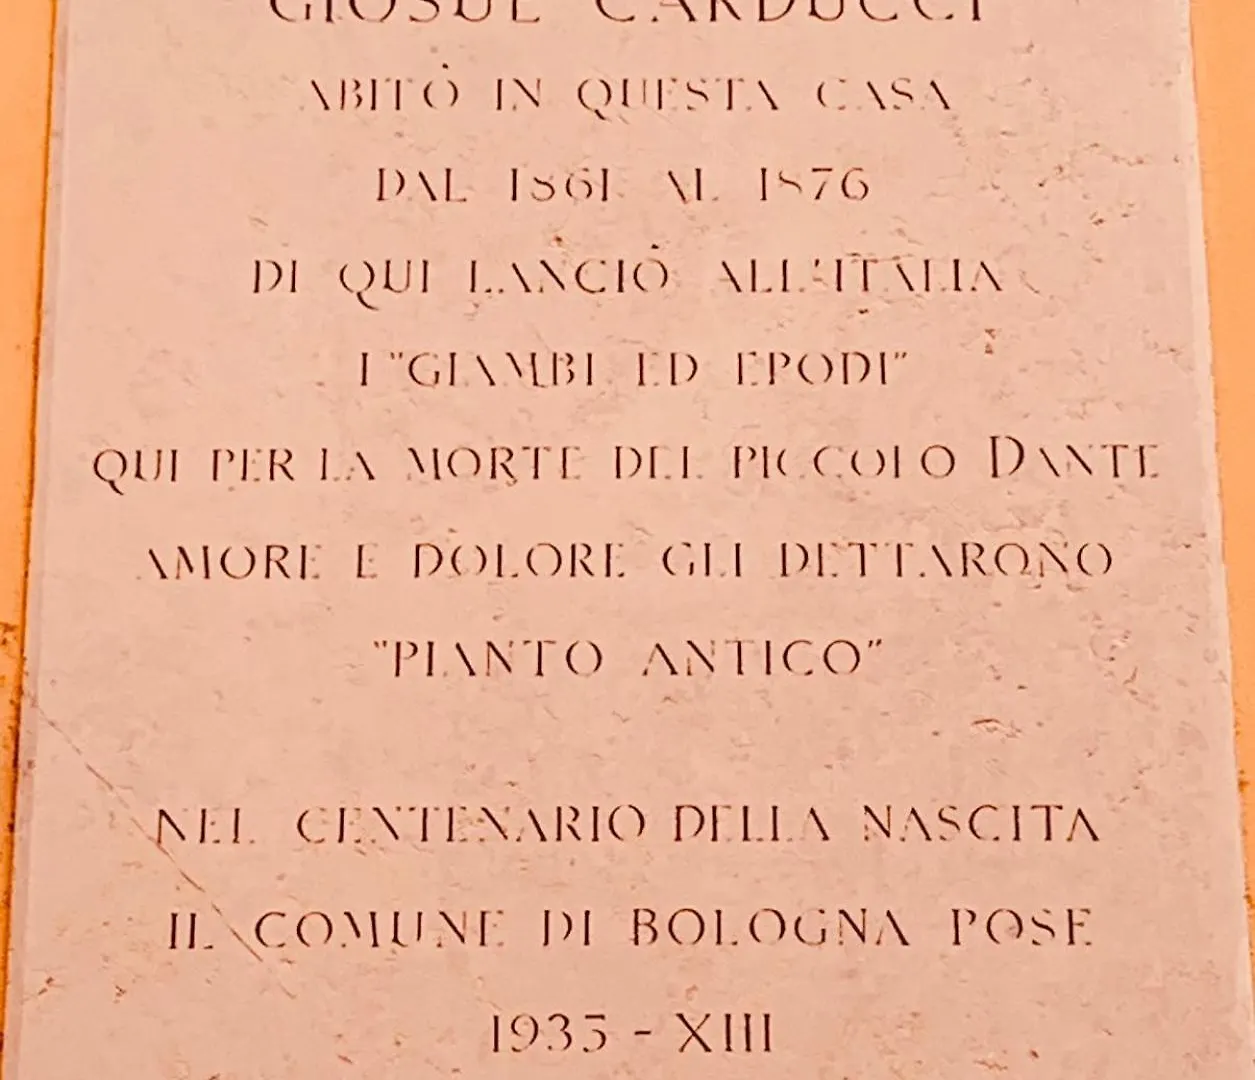 GIOSUE CARDUCCI
ABITÒ IN QUESTA CASA
DAL 1861 AL 1876
DI QUI LANCIÒ ALL'ITALIA
I "GIAMBI ED EPODI"
QUI PER LA MORTE DEL PICCOLO DANTE
AMORE E DOLORE GLI DETTARONO
"PIANTO ANTICO"
NEL CENTENARIO DELLA NASCITA
IL COMUNE DI BOLOGNA POSE
1935 - XIII